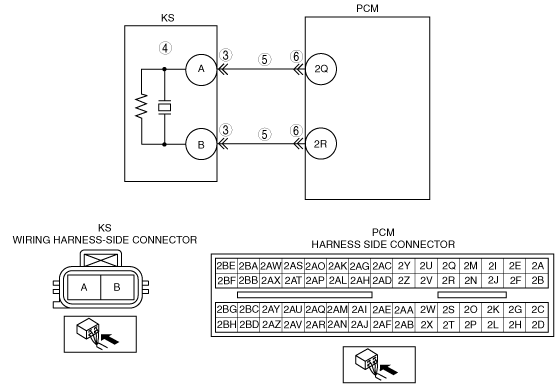 KS
PCM
④
③
⑤
⑥
A
2Q
③
⑤
⑥
B
2R
KS
WIRING HARNESS-SIDE CONNECTOR
A B
PCM
HARNESS SIDE CONNECTOR
2BE 2BA 2AW 2AS 2AO 2AK 2AG 2AC 2Y 2U 2Q 2M 2I 2E 2A
2BF 2BB 2AX 2AT 2AP 2AL 2AH 2AD 2Z 2V 2R 2N 2J 2F 2B
2BG 2BC 2AY 2AU 2AQ 2AM 2AI 2AE 2AA 2W 2S 2O 2K 2G 2C
2BH 2BD 2AZ 2AV 2AR 2AN 2AJ 2AF 2AB 2X 2T 2P 2L 2H 2D